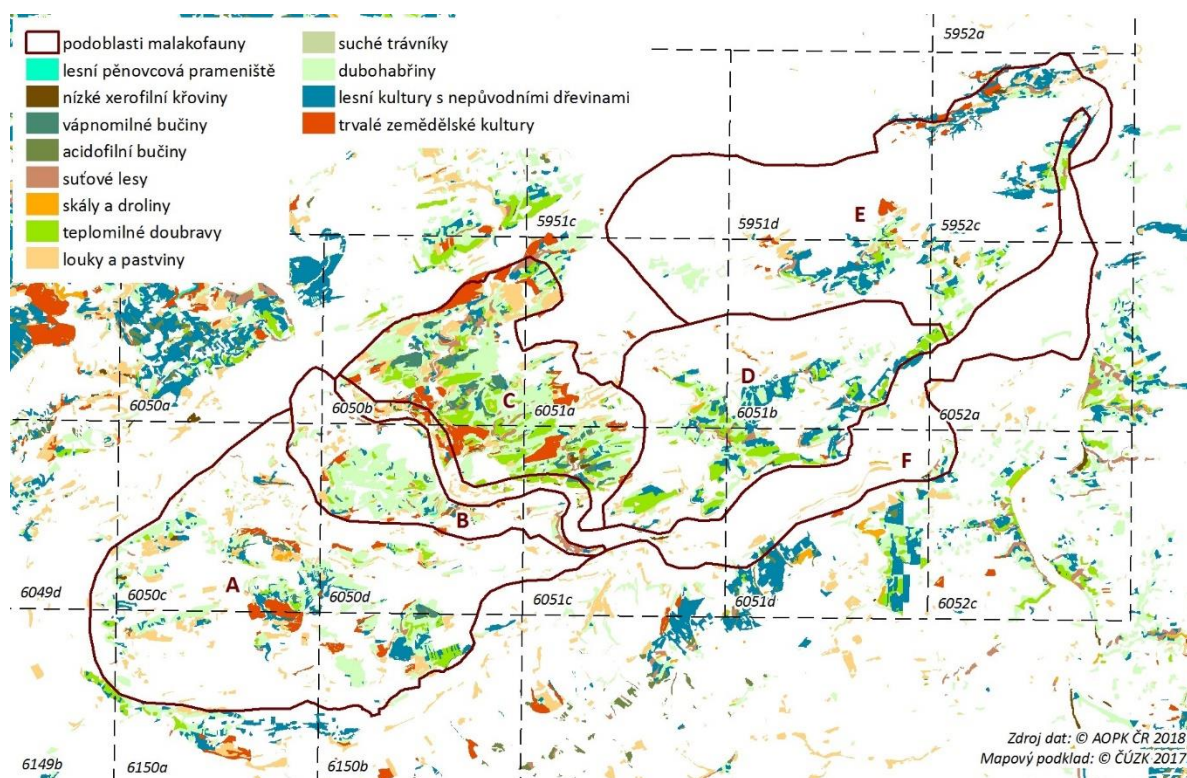 podoblasti malakofauny
lesní pěnovcová prameniště
nízké xerofilní křoviny
vápnomilné bučiny
acidofilní bučiny
suťové lesy
skály a droliny
teplomilné doubravy
louky a pastviny
suché trávníky
dubohabřiny
lesní kultury s nepůvodními dřevinami
trvalé zemědělské kultury
5952a
5951c
5951d
E
5952c
D
6050a
6050b
C
6051a
6051b
6052a
F
B
A
6049d
6050c
6050d
6051c
6051d
6052c
6149b
6150a
6150b
Zdroj dat: © AOPK ČR 2018
Mapový podklad: © ČÚZK 2017